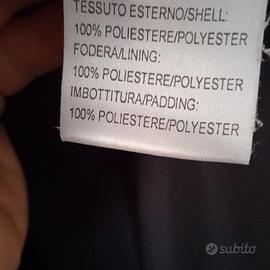 TESSUTO ESTERNO/SHELL:
100% POLIESTERE/POLYESTER
FODERA/LINING:
100% POLIESTERE/POLYESTER
IMBOTTITURA/PADDING:
100% POLIESTERE/POLYESTER
subito